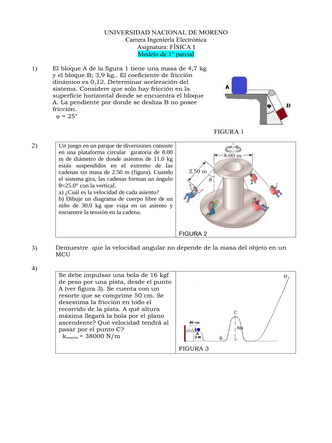 UNIVERSIDAD NACIONAL DE MORENO
Carrera Ingeniería Electrónica
Asignatura: FÍSICA I
Modelo de 1º parcial
1) El bloque A de la figura 1 tiene una masa de 4,7 kg
y el bloque B; 3,9 kg.. El coeficiente de fricción
dinámico es 0,12. Determinar aceleración del
sistema. Considere que solo hay fricción en la
superficie horizontal donde se encuentra el bloque
A. La pendiente por donde se desliza B no posee
fricción.
φ = 25°
A
B
φ
FIGURA 1
2) Un juego en un parque de diversiones consiste
en una plataforma circular giratoria de 8.00
m de diámetro de donde asientos de 11.0 kg
están suspendidos en el extremo de las
cadenas sin masa de 2.50 m (figura). Cuando
el sistema gira, las cadenas forman un ángulo
θ=25.0º con la vertical.
a) ¿Cuál es la velocidad de cada asiento?
b) Dibuje un diagrama de cuerpo libre de un
niño de 30.0 kg que viaja en un asiento y
encuentre la tensión en la cadena.
8.00 m
2.50 m
θ
FIGURA 2
3) Demuestre que la velocidad angular no depende de la masa del objeto en un
MCU
4)
Se debe impulsar una bola de 16 kgf
de peso por una pista, desde el punto
A (ver figura 3). Se cuenta con un
resorte que se comprime 50 cm. Se
desestima la fricción en todo el
recorrido de la pista. A qué altura
máxima llegará la bola por el plano
ascendente? Qué velocidad tendrá al
pasar por el punto C?
k = 38000 N/m
D
C
B
FIGURA 3